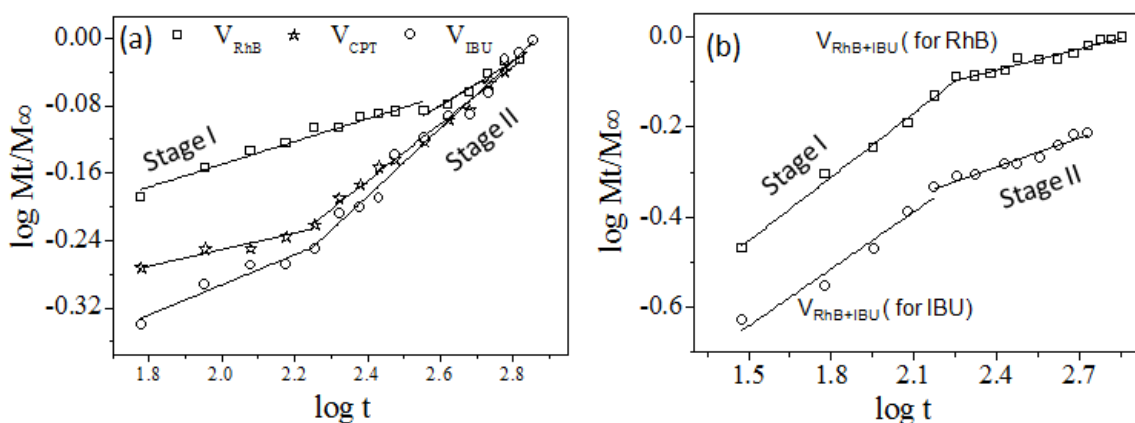 (a) □ V_RhB ☆ V_CPT ○ V_IBU
0.00
-0.08
-0.16
-0.24
-0.32
log Mt/M∞
Stage I
Stage II
1.8 2.0 2.2 2.4 2.6 2.8
log t
(b) V_RhB+IBU ( for RhB)
0.0
-0.2
-0.4
-0.6
log Mt/M∞
Stage I
Stage II
V_RhB+IBU ( for IBU)
1.5 1.8 2.1 2.4 2.7
log t